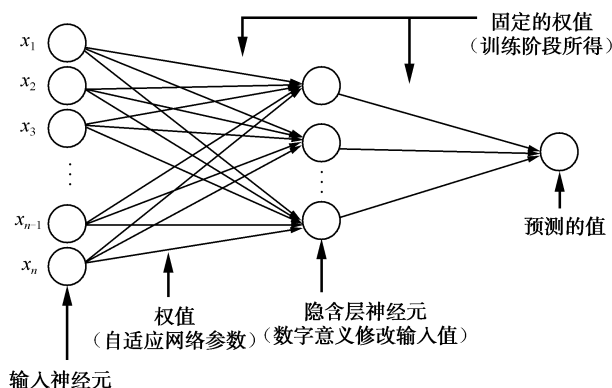 固定的权值
（训练阶段所得）
x1
x2
x3
⋮
xn−1
xn
⋮
预测的值
权值
（自适应网络参数）
隐含层神经元
（数字意义修改输入值）
输入神经元